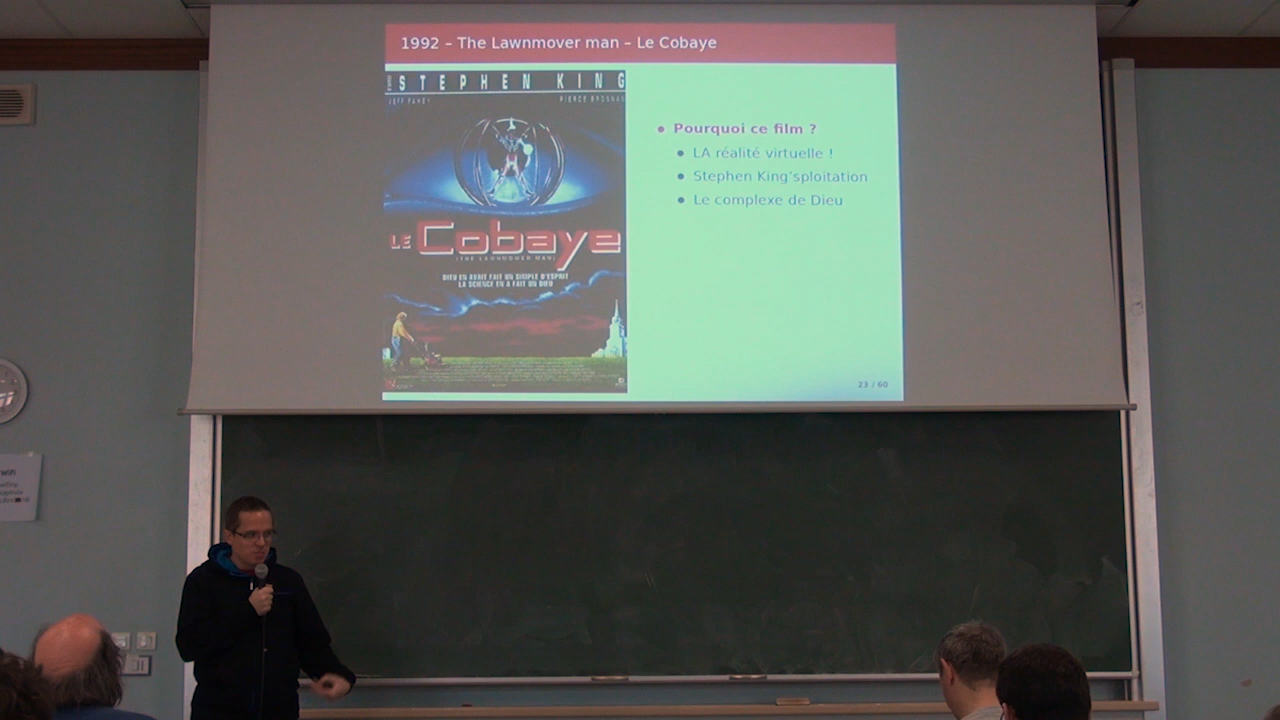 1992 – The Lawnmover man – Le Cobaye
STEPHEN KING
JEFF FAHEY
PIERCE BROSNAN
LE Cobaye
(THE LAWNMOWER MAN)
DIEU EN AVAIT FAIT UN SIMPLE D'ESPRIT
LA SCIENCE EN A FAIT UN DIEU
Pourquoi ce film ?
LA réalité virtuelle !
Stephen King'sploitation
Le complexe de Dieu
23 / 60